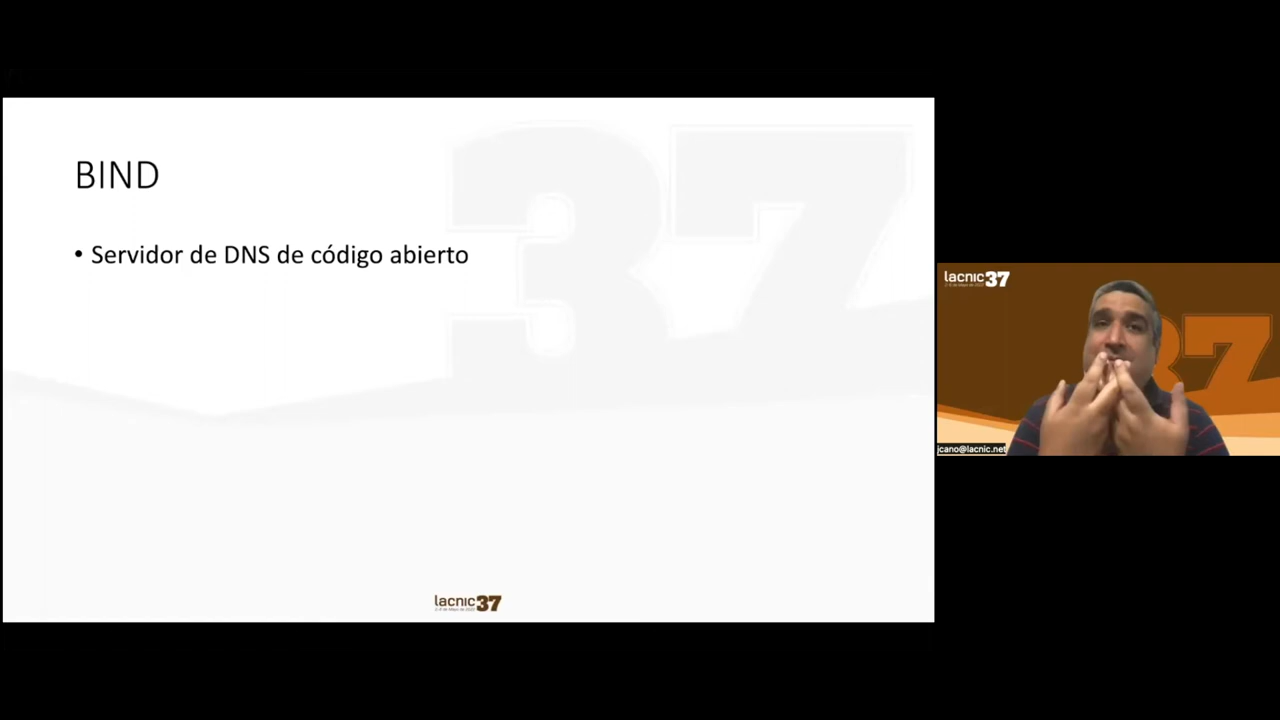 BIND
• Servidor de DNS de código abierto
lacnic37
lacnic37
jcano@lacnic.net